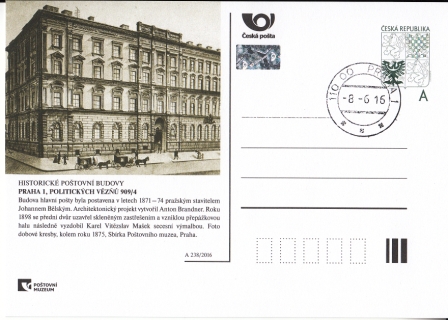 Česká pošta
ČESKÁ REPUBLIKA
A
110 00 PRAHA 1
-8-6 16
HISTORICKÉ POŠTOVNÍ BUDOVY
PRAHA 1, POLITICKÝCH VĚZŇŮ 909/4
Budova hlavní pošty byla postavena v letech 1871–74 pražským stavitelem
Johannem Bělským. Architektonický projekt vytvořil Anton Brandner. Roku
1898 se přední dvůr uzavřel skleněným zastřešením a vzniklou přepážkovou
halu následně vyzdobil Karel Vítězslav Mašek secesní výmalbou. Foto
dobové kresby, kolem roku 1875, Sbírka Poštovního muzea, Praha.
A 238/2016
POŠTOVNÍ
MUZEUM